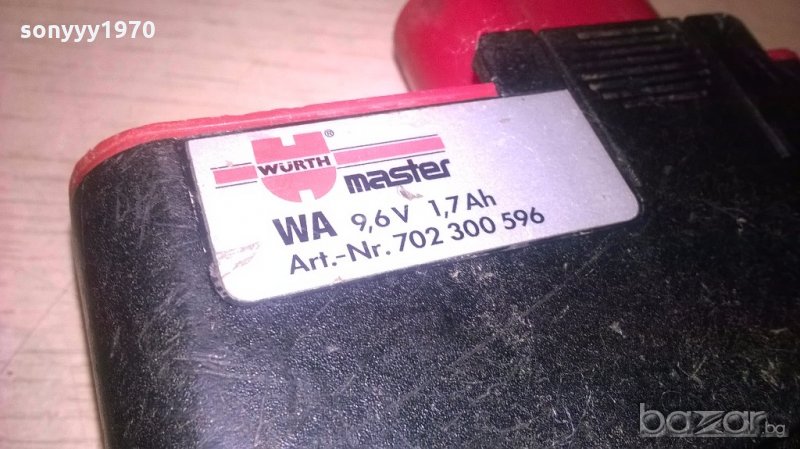 sonyyy1970
WÜRTH ®
master
WA 9,6V 1,7Ah
Art.-Nr. 702 300 596
bazar.bg